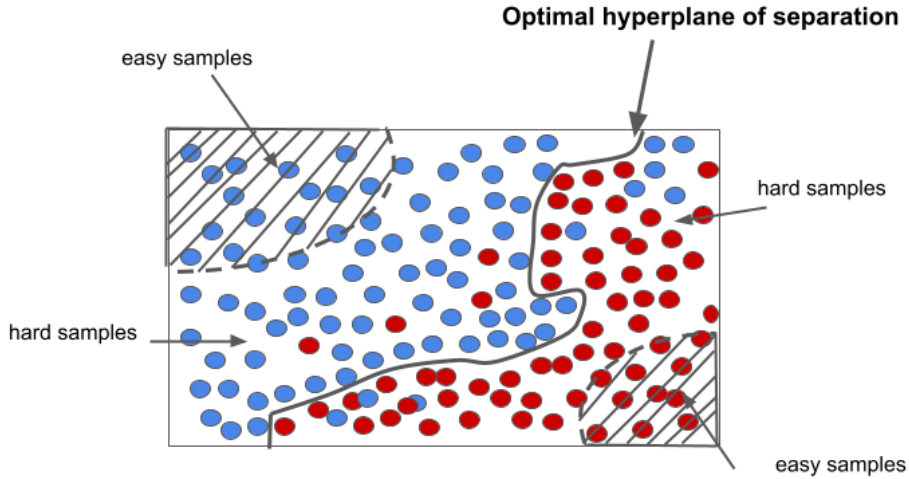 Optimal hyperplane of separation
easy samples
hard samples
hard samples
easy samples